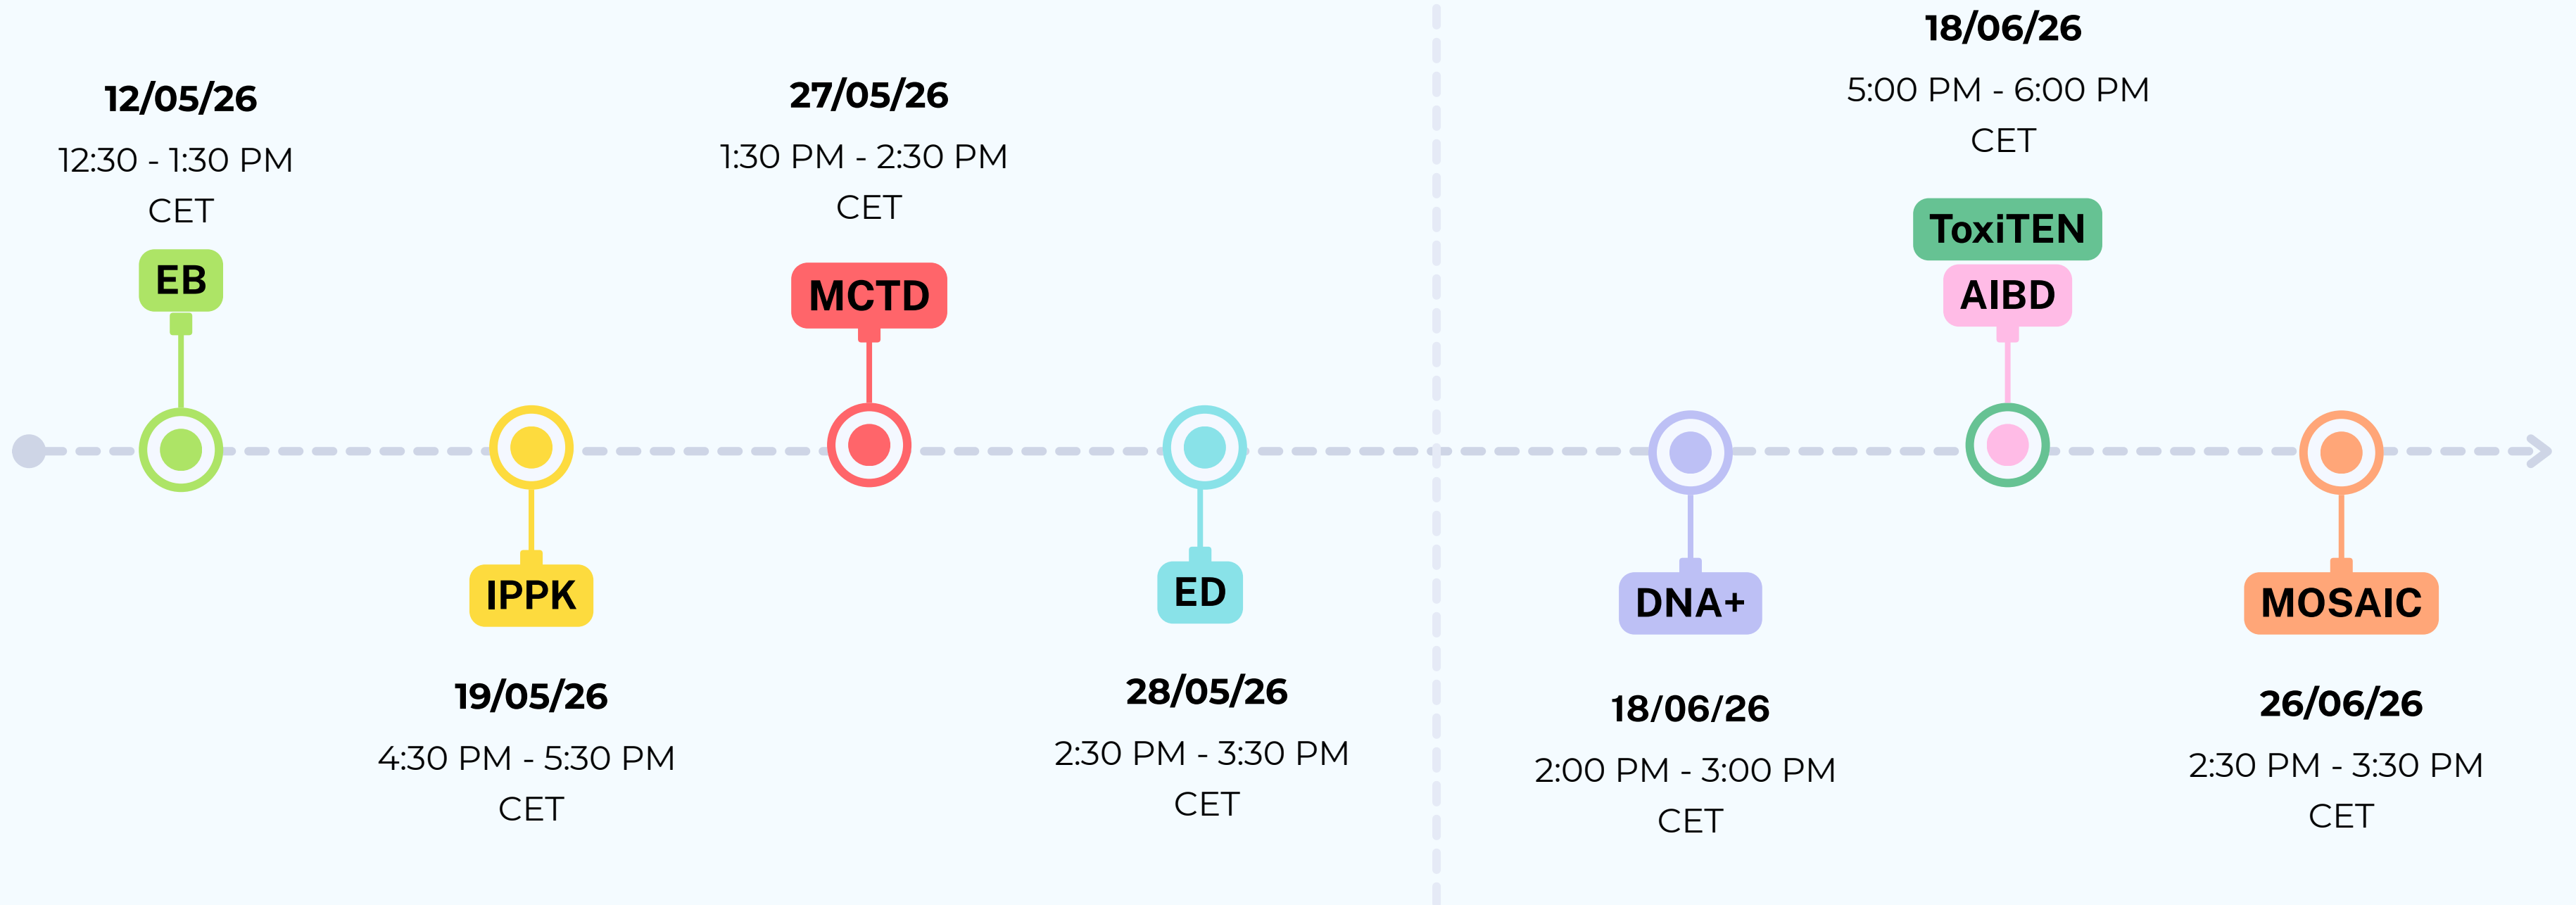 12/05/26
12:30 - 1:30 PM
CET
EB
IPPK
19/05/26
4:30 PM - 5:30 PM
CET
27/05/26
1:30 PM - 2:30 PM
CET
MCTD
ED
28/05/26
2:30 PM - 3:30 PM
CET
DNA+
18/06/26
2:00 PM - 3:00 PM
CET
18/06/26
5:00 PM - 6:00 PM
CET
ToxiTEN
AIBD
MOSAIC
26/06/26
2:30 PM - 3:30 PM
CET